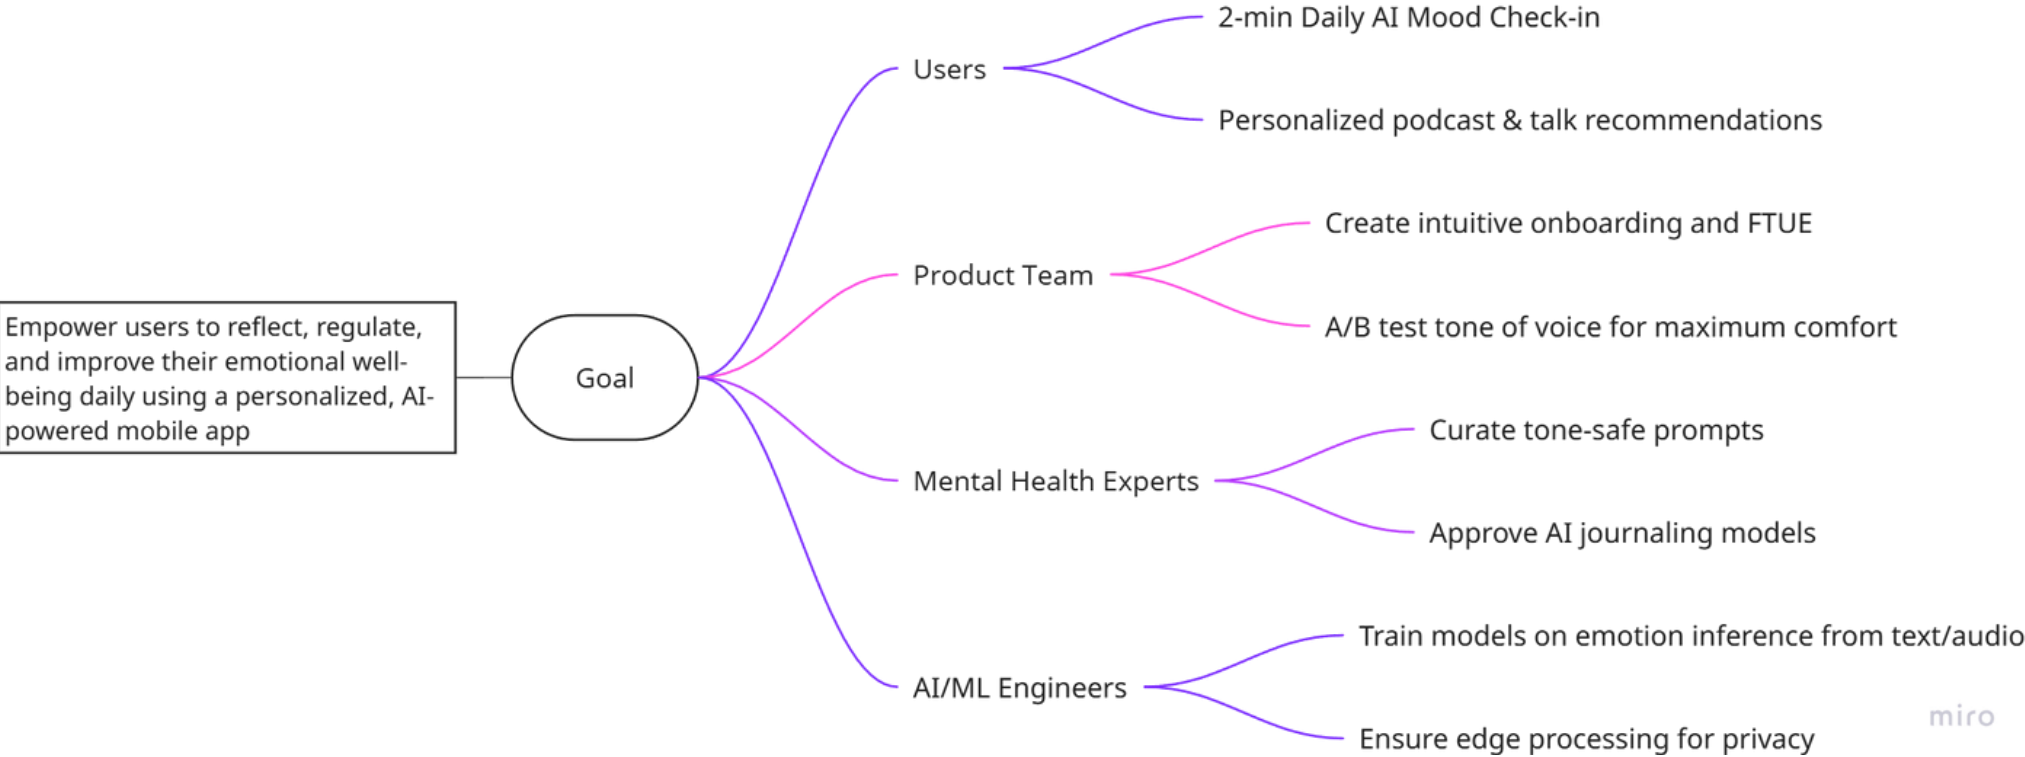 2-min Daily AI Mood Check-in
Users
Personalized podcast & talk recommendations
Create intuitive onboarding and FTUE
Product Team
A/B test tone of voice for maximum comfort
Empower users to reflect, regulate,
and improve their emotional well-
being daily using a personalized, AI-
powered mobile app
Goal
Curate tone-safe prompts
Mental Health Experts
Approve AI journaling models
Train models on emotion inference from text/audio
AI/ML Engineers
Ensure edge processing for privacy
miro